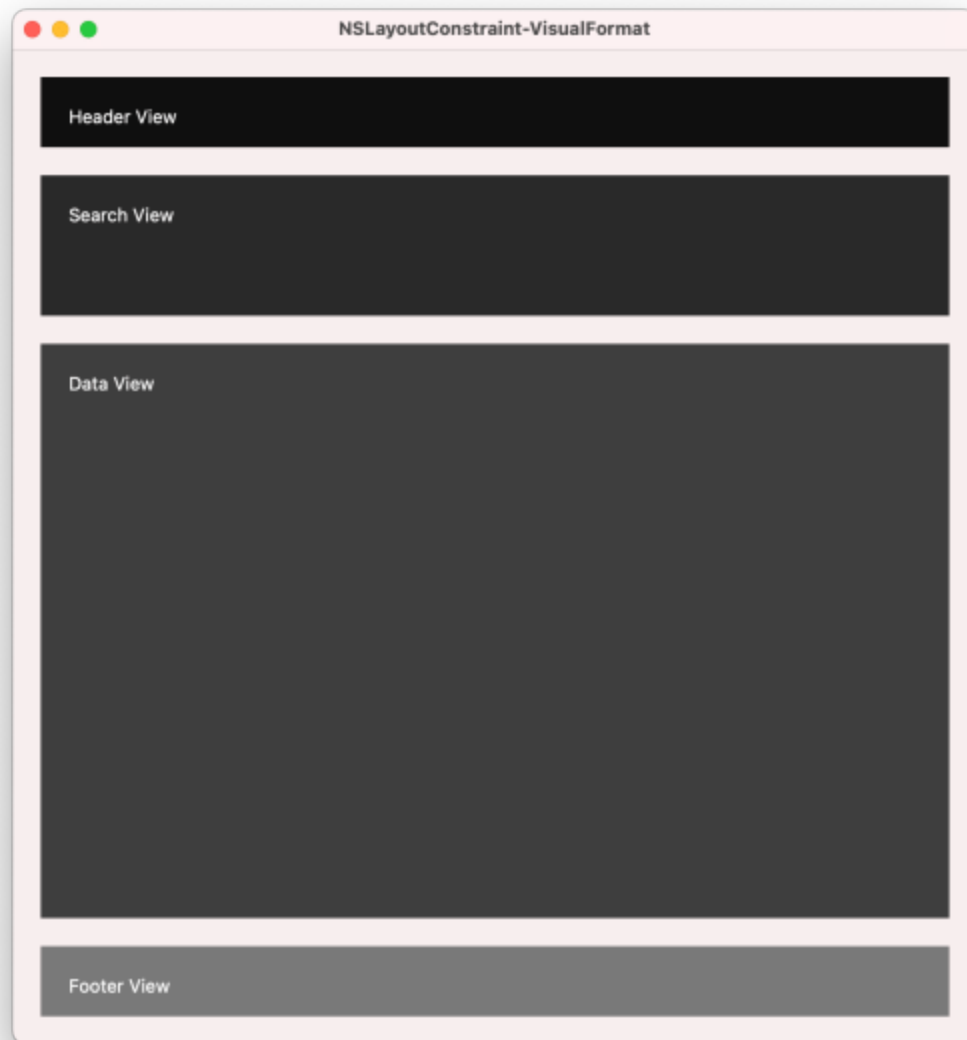 NSLayoutConstraint-VisualFormat
Header View
Search View
Data View
Footer View